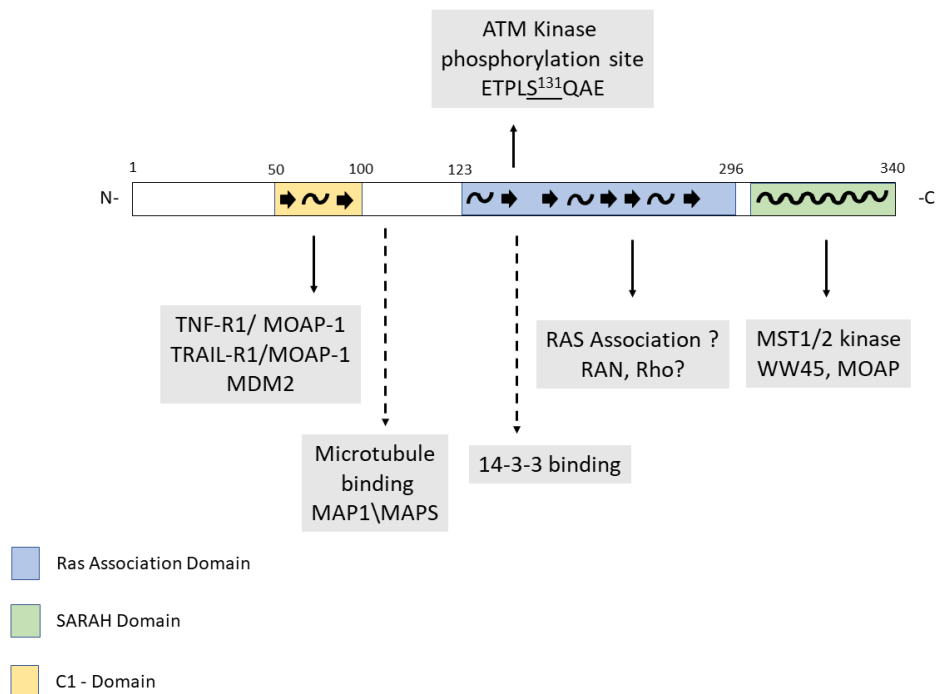 ATM Kinase
phosphorylation site
ETPLS¹³¹QAE
1
50
100
123
296
340
N-
-C
TNF-R1/ MOAP-1
TRAIL-R1/MOAP-1
MDM2
RAS Association ?
RAN, Rho?
MST1/2 kinase
WW45, MOAP
Microtubule
binding
MAP1\MAPS
14-3-3 binding
Ras Association Domain
SARAH Domain
C1 - Domain